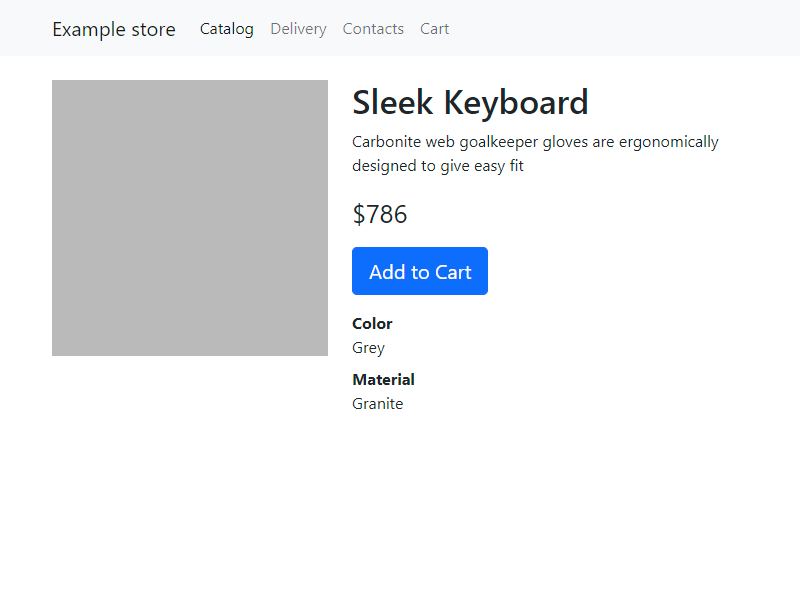 Example store Catalog Delivery Contacts Cart
Sleek Keyboard
Carbonite web goalkeeper gloves are ergonomically
designed to give easy fit
$786
Add to Cart
Color
Grey
Material
Granite